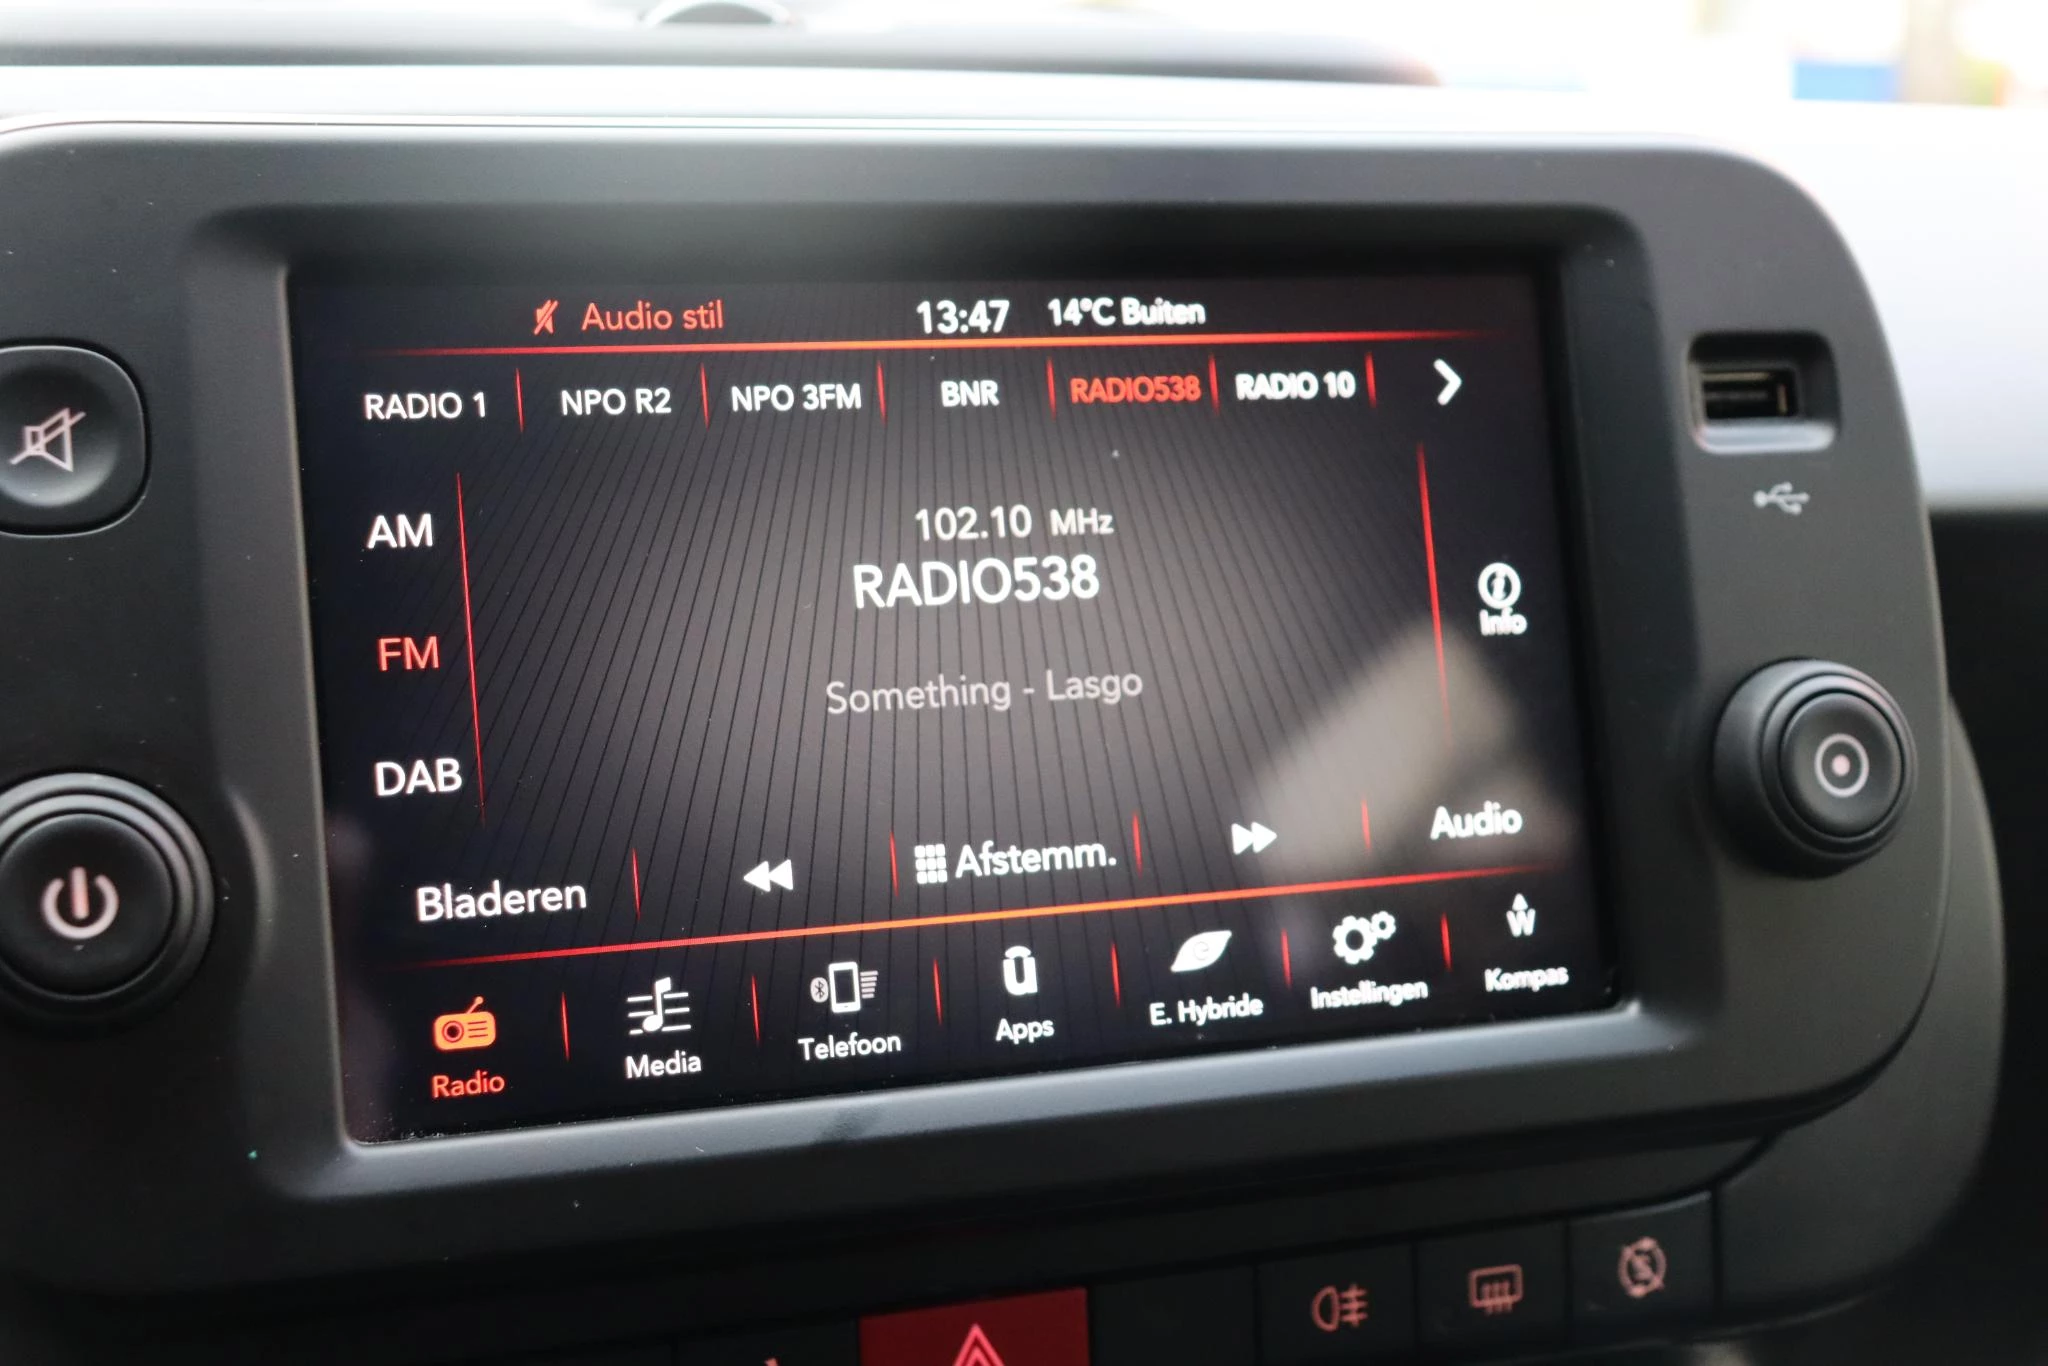 Audio stil 13:47 14°C Buiten
RADIO 1 NPO R2 NPO 3FM BNR RADIO538 RADIO 10
AM
FM
DAB
102.10 MHz
RADIO538
Something - Lasgo
Info
Bladeren Afstemm. Audio
Radio Media Telefoon Apps E. Hybride Instellingen Kompas
W